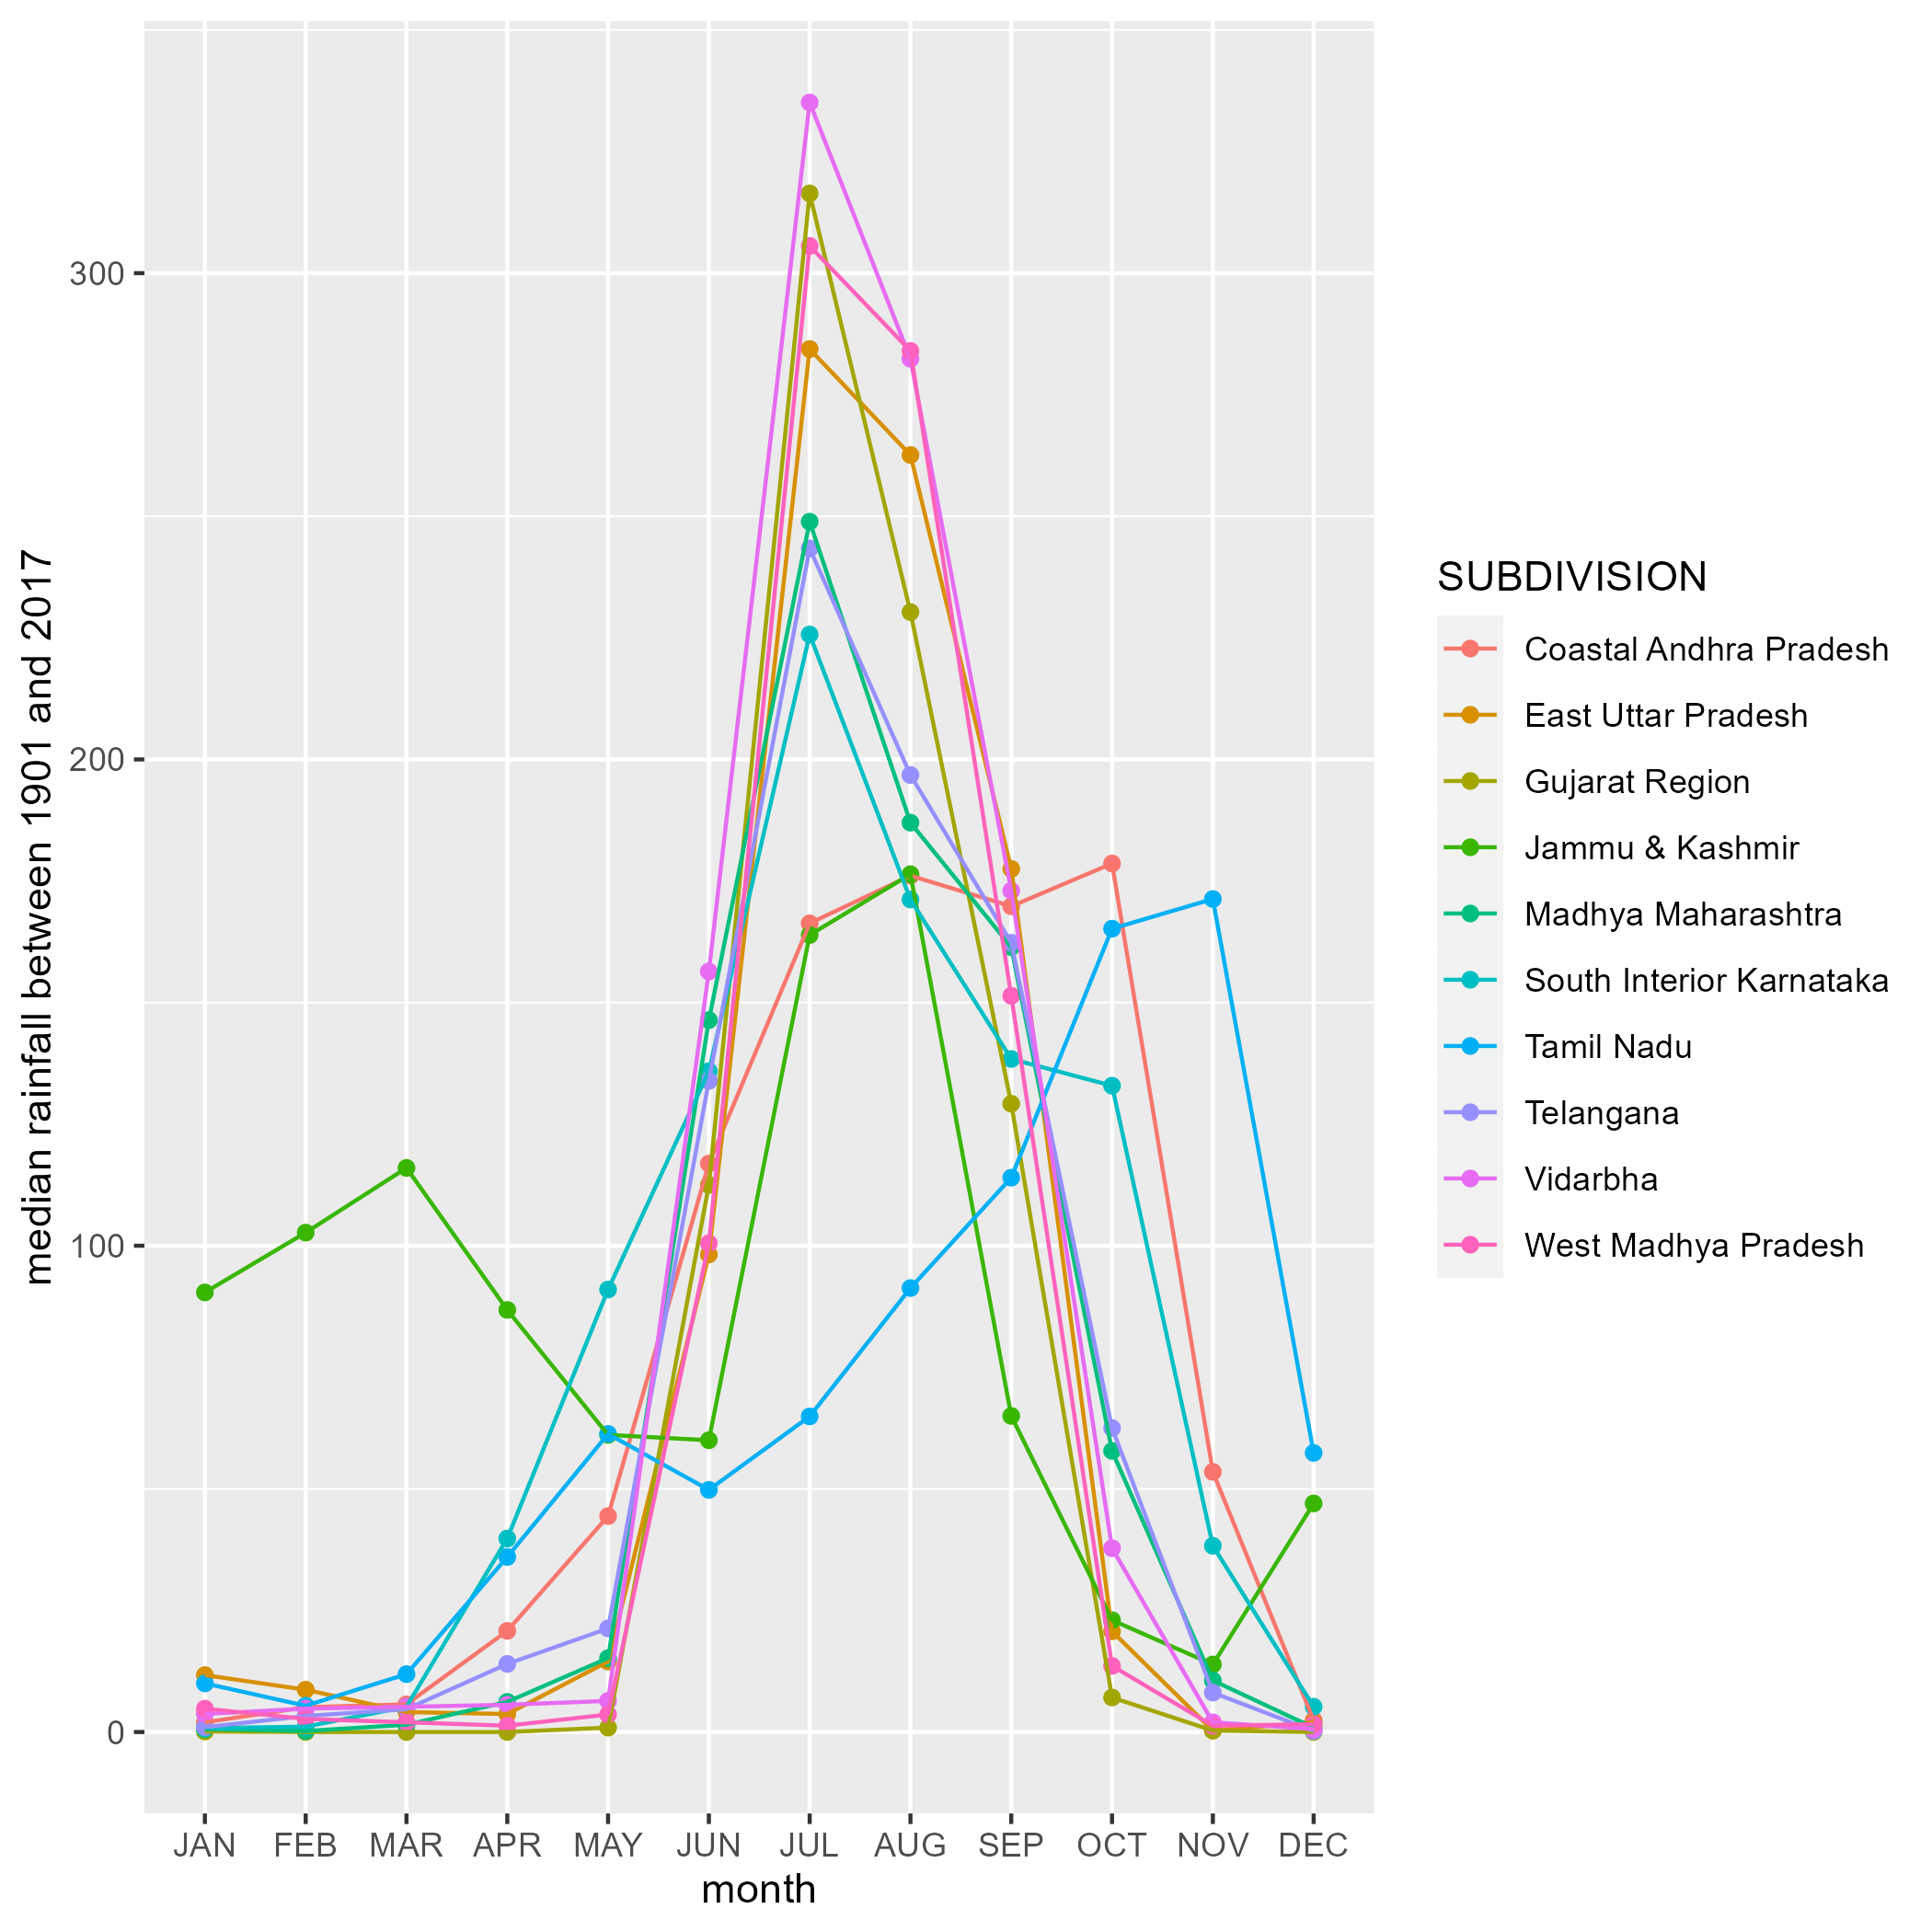 median rainfall between 1901 and 2017
300
200
100
0
JAN FEB MAR APR MAY JUN JUL AUG SEP OCT NOV DEC
month
SUBDIVISION
Coastal Andhra Pradesh
East Uttar Pradesh
Gujarat Region
Jammu & Kashmir
Madhya Maharashtra
South Interior Karnataka
Tamil Nadu
Telangana
Vidarbha
West Madhya Pradesh